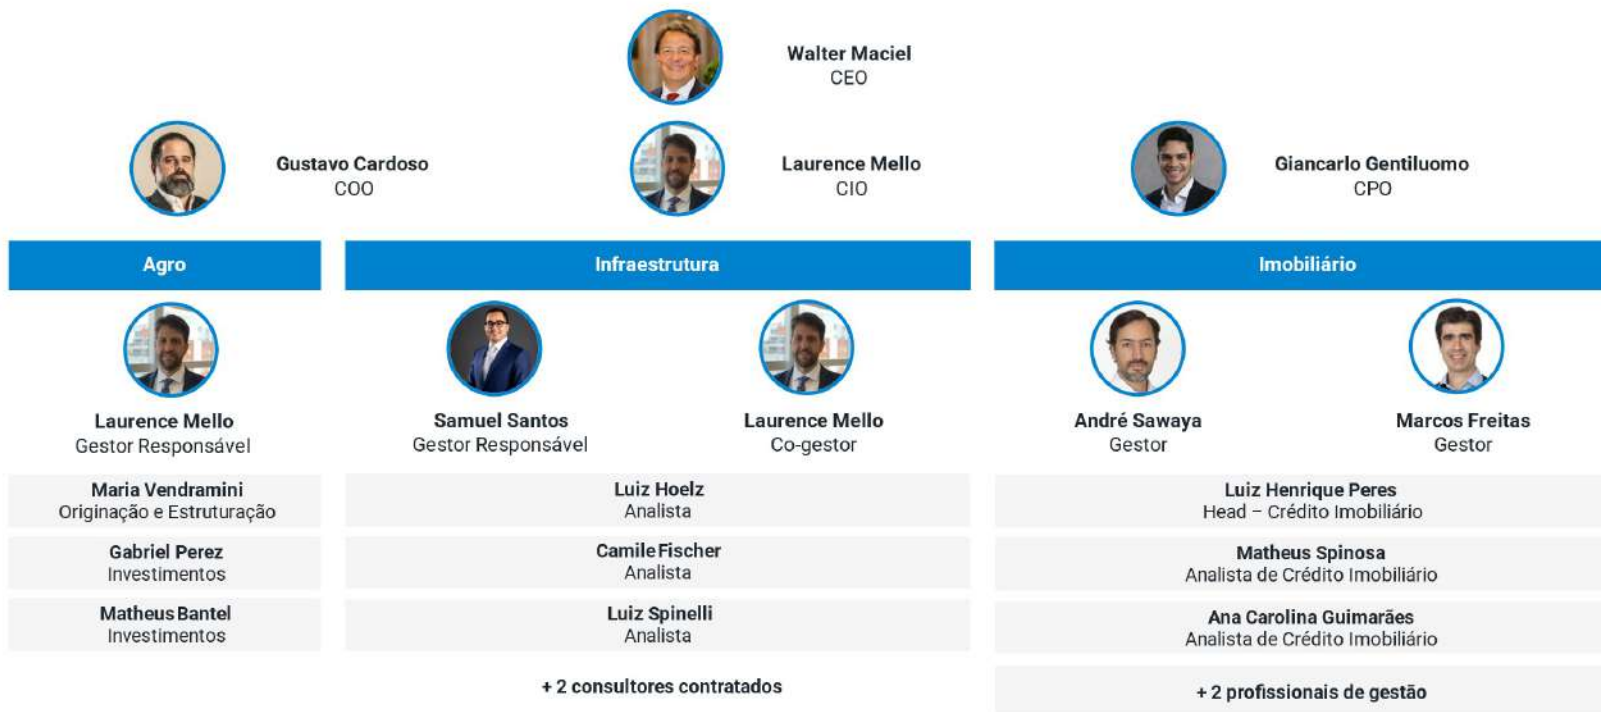 Walter Maciel
CEO
Gustavo Cardoso
COO
Laurence Mello
CIO
Giancarlo Gentiluomo
CPO
Agro
Laurence Mello
Gestor Responsável
Maria Vendramini
Originação e Estruturação
Gabriel Perez
Investimentos
Matheus Bantel
Investimentos
Infraestrutura
Samuel Santos
Gestor Responsável
Laurence Mello
Co-gestor
Luiz Hoelz
Analista
Camile Fischer
Analista
Luiz Spinelli
Analista
+ 2 consultores contratados
Imobiliário
André Sawaya
Gestor
Marcos Freitas
Gestor
Luiz Henrique Peres
Head – Crédito Imobiliário
Matheus Spinosa
Analista de Crédito Imobiliário
Ana Carolina Guimarães
Analista de Crédito Imobiliário
+ 2 profissionais de gestão